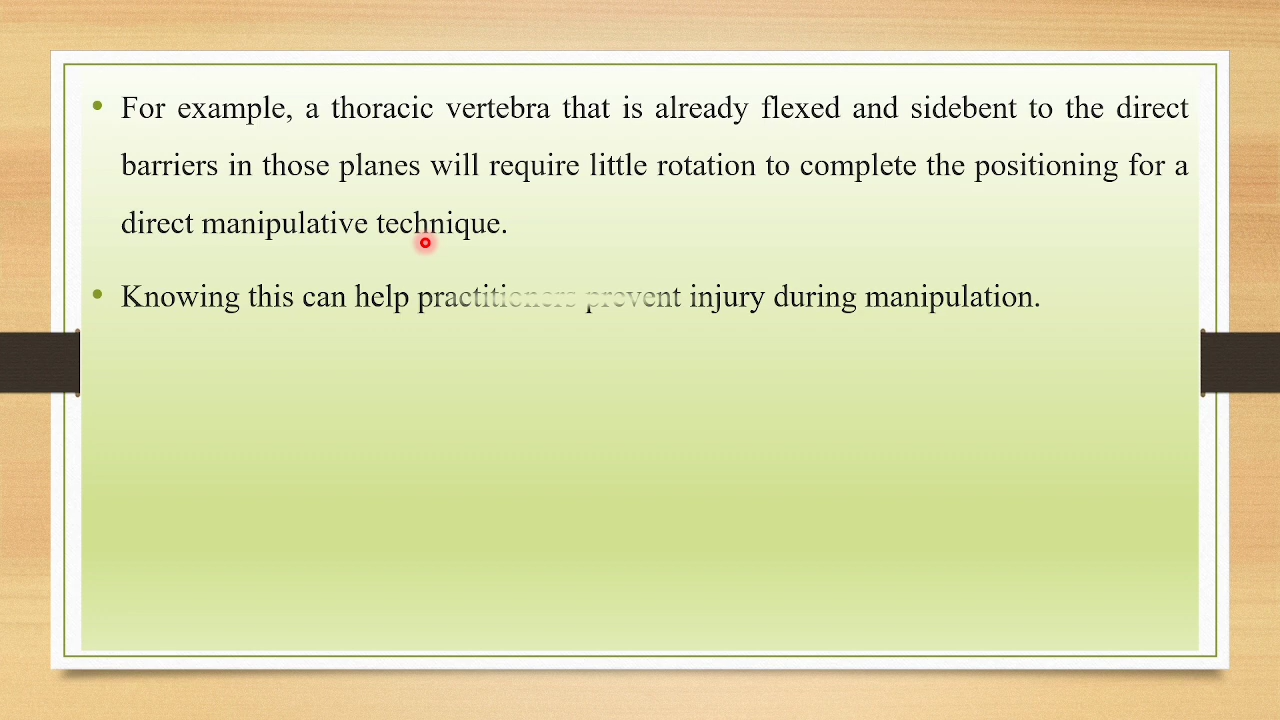 • For example, a thoracic vertebra that is already flexed and sidebent to the direct
barriers in those planes will require little rotation to complete the positioning for a
direct manipulative technique.
• Knowing this can help practitioners prevent injury during manipulation.